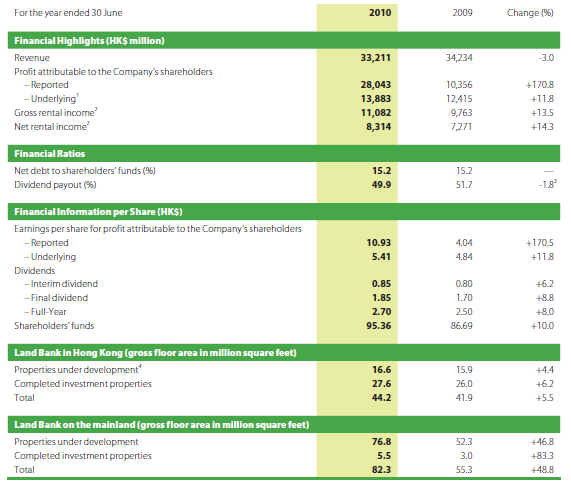 For the year ended 30 June 2010 2009 Change (%)
Financial Highlights (HK$ million)
Revenue 33,211 34,234 -3.0
Profit attributable to the Company's shareholders
– Reported 28,043 10,356 +170.8
– Underlying¹ 13,883 12,415 +11.8
Gross rental income² 11,082 9,763 +13.5
Net rental income² 8,314 7,271 +14.3
Financial Ratios
Net debt to shareholders' funds (%) 15.2 15.2 —
Dividend payout (%) 49.9 51.7 -1.8³
Financial Information per Share (HK$)
Earnings per share for profit attributable to the Company's shareholders
– Reported 10.93 4.04 +170.5
– Underlying 5.41 4.84 +11.8
Dividends
– Interim dividend 0.85 0.80 +6.2
– Final dividend 1.85 1.70 +8.8
– Full-Year 2.70 2.50 +8.0
Shareholders' funds 95.36 86.69 +10.0
Land Bank in Hong Kong (gross floor area in million square feet)
Properties under development⁴ 16.6 15.9 +4.4
Completed investment properties 27.6 26.0 +6.2
Total 44.2 41.9 +5.5
Land Bank on the mainland (gross floor area in million square feet)
Properties under development 76.8 52.3 +46.8
Completed investment properties 5.5 3.0 +83.3
Total 82.3 55.3 +48.8